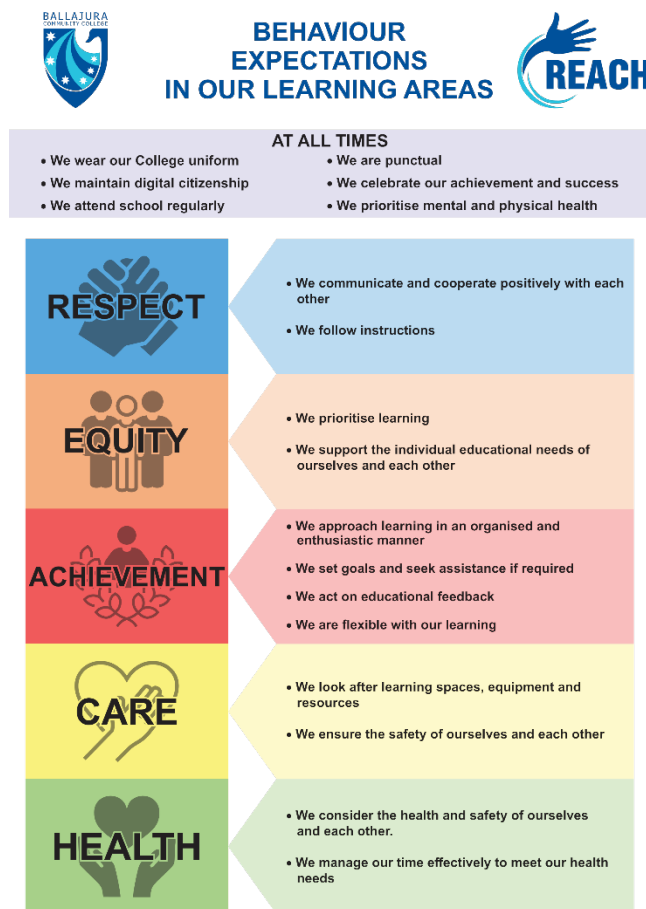 BALLAJURA
COMMUNITY COLLEGE
BEHAVIOUR
EXPECTATIONS
IN OUR LEARNING AREAS
REACH
AT ALL TIMES
• We wear our College uniform
• We maintain digital citizenship
• We attend school regularly
• We are punctual
• We celebrate our achievement and success
• We prioritise mental and physical health
RESPECT
• We communicate and cooperate positively with each
other
• We follow instructions
EQUITY
• We prioritise learning
• We support the individual educational needs of
ourselves and each other
ACHIEVEMENT
• We approach learning in an organised and
enthusiastic manner
• We set goals and seek assistance if required
• We act on educational feedback
• We are flexible with our learning
CARE
• We look after learning spaces, equipment and
resources
• We ensure the safety of ourselves and each other
HEALTH
• We consider the health and safety of ourselves
and each other.
• We manage our time effectively to meet our health
needs